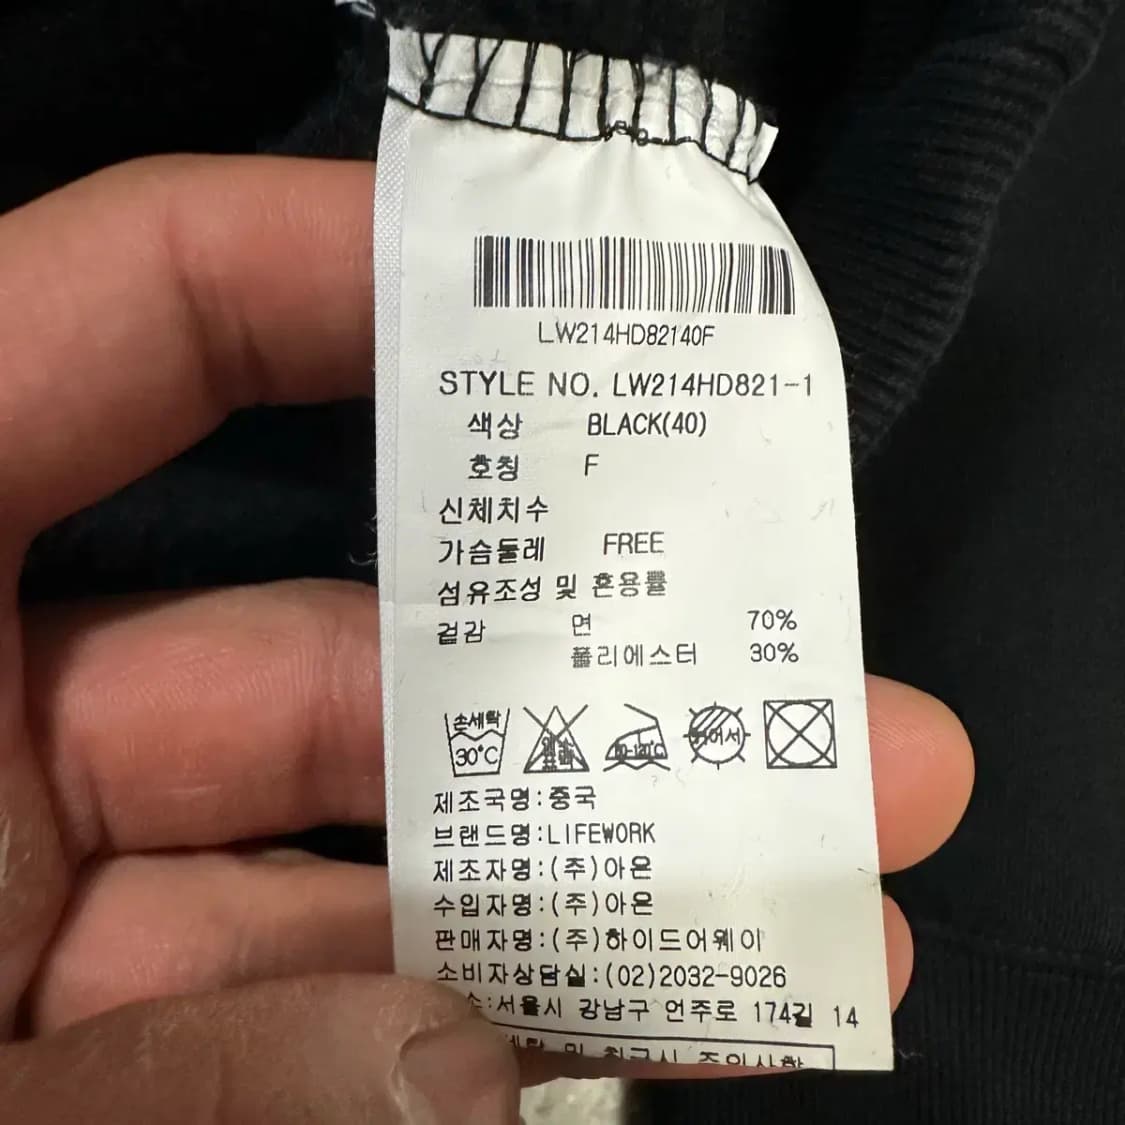 LW214HD82140F
STYLE NO. LW214HD821-1
색상 BLACK(40)
호칭 F
신체치수
가슴둘레 FREE
섬유조성 및 혼용률
겉감 면 70%
폴리에스터 30%
손세탁
30°C
제조국명:중국
브랜드명:LIFEWORK
제조자명:(주)아은
수입자명:(주)아은
판매자명:(주)하이드어웨이
소비자상담실:(02)2032-9026
소:서울시 강남구 언주로 174길 14